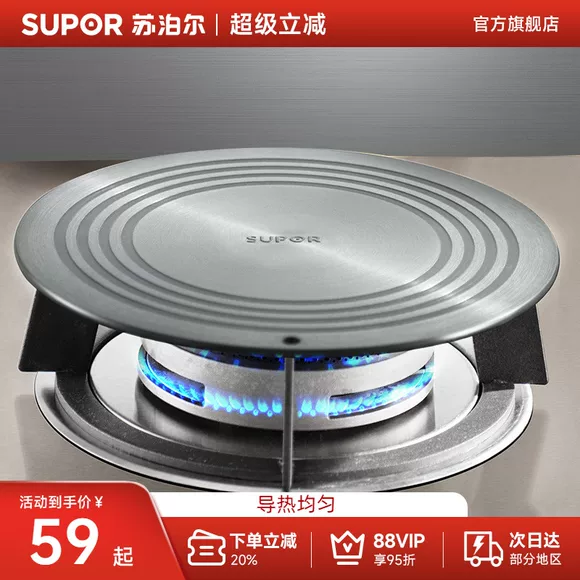 SUPOR 苏泊尔 | 超级立减
官方旗舰店
SUPOR
导热均匀
活动到手价¥
59 起
下单立减
20%
88VIP
享95折
次日达
部分地区